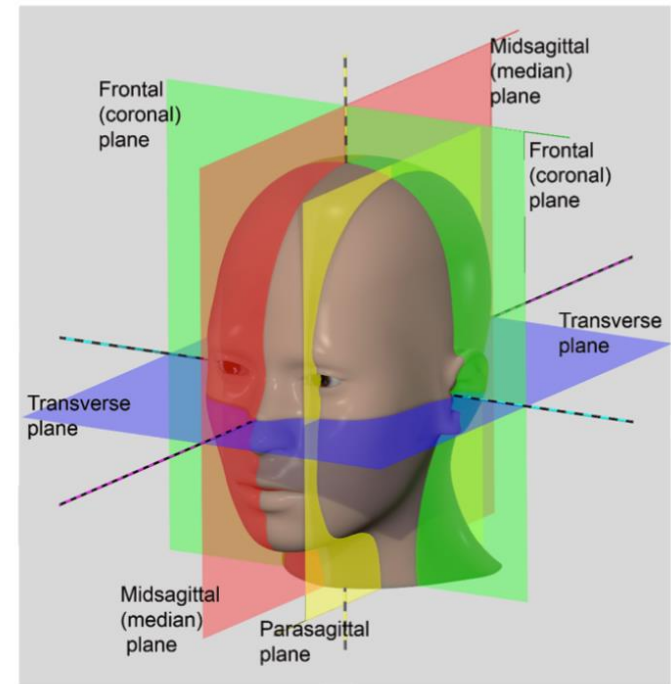 Midsagittal
(median)
plane
Frontal
(coronal)
plane
Frontal
(coronal)
plane
Transverse
plane
Transverse
plane
Midsagittal
(median)
plane
Parasagittal
plane